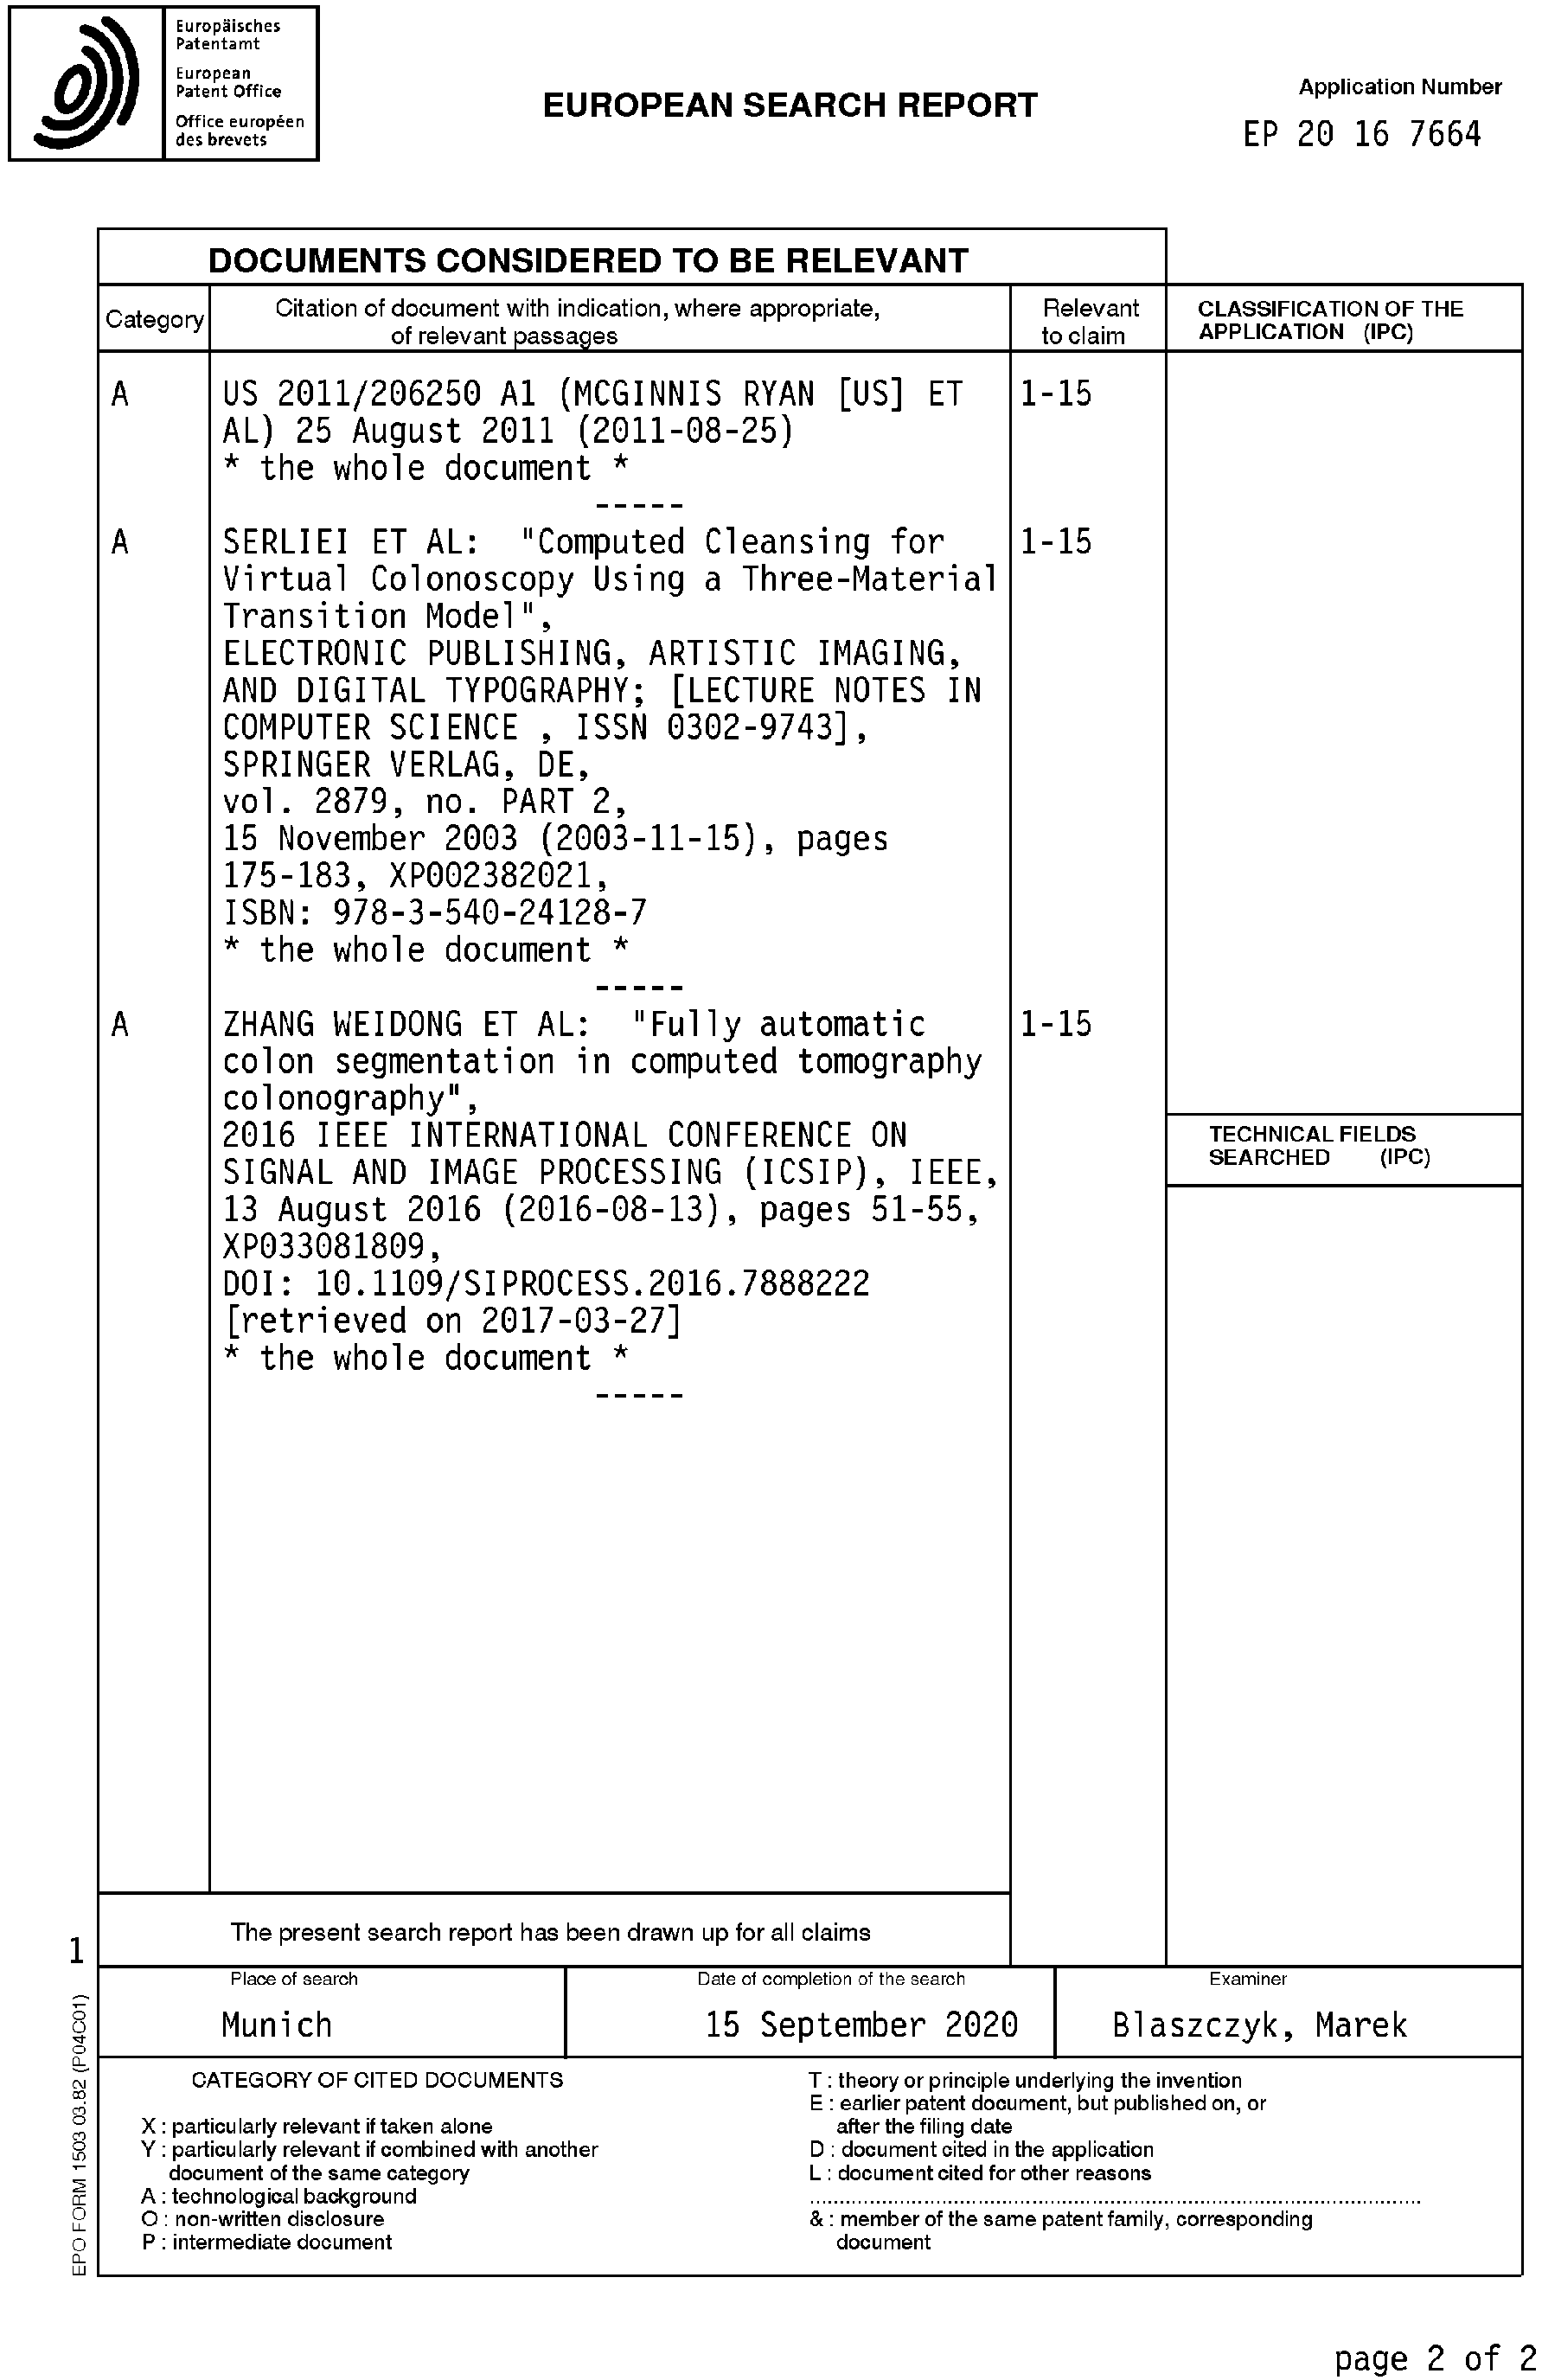 Europäisches
Patentamt
European
Patent Office
Office européen
des brevets
EUROPEAN SEARCH REPORT
Application Number
EP 20 16 7664
DOCUMENTS CONSIDERED TO BE RELEVANT
Category
Citation of document with indication, where appropriate,
of relevant passages
Relevant
to claim
CLASSIFICATION OF THE
APPLICATION (IPC)
A
US 2011/206250 A1 (MCGINNIS RYAN [US] ET
AL) 25 August 2011 (2011-08-25)
* the whole document *
-----
1-15
A
SERLIEI ET AL: "Computed Cleansing for
Virtual Colonoscopy Using a Three-Material
Transition Model",
ELECTRONIC PUBLISHING, ARTISTIC IMAGING,
AND DIGITAL TYPOGRAPHY; [LECTURE NOTES IN
COMPUTER SCIENCE , ISSN 0302-9743],
SPRINGER VERLAG, DE,
vol. 2879, no. PART 2,
15 November 2003 (2003-11-15), pages
175-183, XP002382021,
ISBN: 978-3-540-24128-7
* the whole document *
-----
1-15
A
ZHANG WEIDONG ET AL: "Fully automatic
colon segmentation in computed tomography
colonography",
2016 IEEE INTERNATIONAL CONFERENCE ON
SIGNAL AND IMAGE PROCESSING (ICSIP), IEEE,
13 August 2016 (2016-08-13), pages 51-55,
XP033081809,
DOI: 10.1109/SIPROCESS.2016.7888222
[retrieved on 2017-03-27]
* the whole document *
-----
1-15
TECHNICAL FIELDS
SEARCHED (IPC)
The present search report has been drawn up for all claims
1
Place of search
Munich
Date of completion of the search
15 September 2020
Examiner
Blaszczyk, Marek
CATEGORY OF CITED DOCUMENTS
X : particularly relevant if taken alone
Y : particularly relevant if combined with another
document of the same category
A : technological background
O : non-written disclosure
P : intermediate document
T : theory or principle underlying the invention
E : earlier patent document, but published on, or
after the filing date
D : document cited in the application
L : document cited for other reasons
& : member of the same patent family, corresponding
document
EPO FORM 1503 03.82 (P04C01)
page 2 of 2